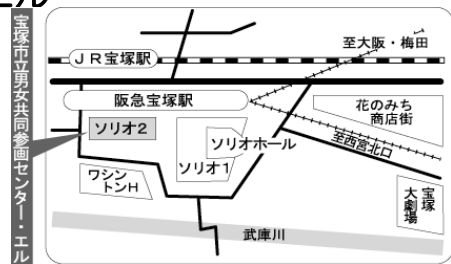 宝塚市立男女共同参画センター・エル
至大阪・梅田
JR宝塚駅
阪急宝塚駅
花のみち
商店街
ソリオ2
ソリオホール
至西宮北口
ソリオ1
ワシン
トンH
宝塚
大劇場
武庫川